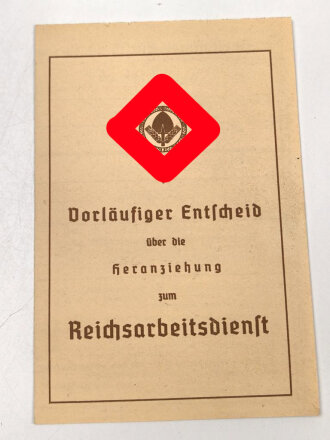 Vorläufiger Entscheid
über die
Heranziehung
zum
Reichsarbeitsdienst